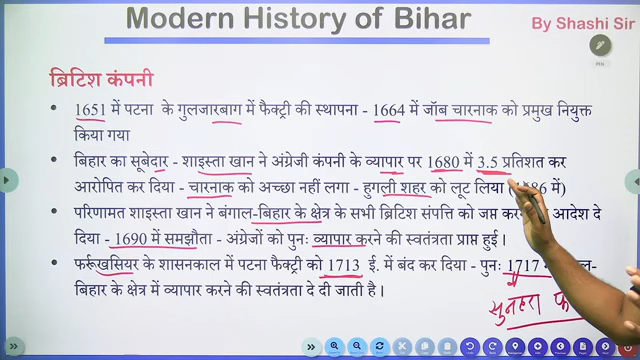 Modern History of Bihar
By Shashi Sir
ब्रिटिश कंपनी
• 1651 में पटना के गुलजारबाग में फैक्ट्री की स्थापना - 1664 में जॉब चारनाक को प्रमुख नियुक्त
किया गया
• बिहार का सूबेदार - शाइस्ता खान ने अंग्रेजी कंपनी के व्यापार पर 1680 में 3.5 प्रतिशत कर
आरोपित कर दिया - चारनाक को अच्छा नहीं लगा - हुगली शहर को लूट लिया में)
• परिणामत शाइस्ता खान ने बंगाल-बिहार के क्षेत्र के सभी ब्रिटिश संपत्ति को जप्त आदेश दे
दिया - 1690 में समझौता - अंग्रेजों को पुनः व्यापार करने की स्वतंत्रता प्राप्त हुई।
• फर्रूखसियर के शासनकाल में पटना फैक्ट्री को 1713 ई. में बंद कर दिया - पुनः 1717
बिहार के क्षेत्र में व्यापार करने की स्वतंत्रता दे दी जाती है।
सुनहरा